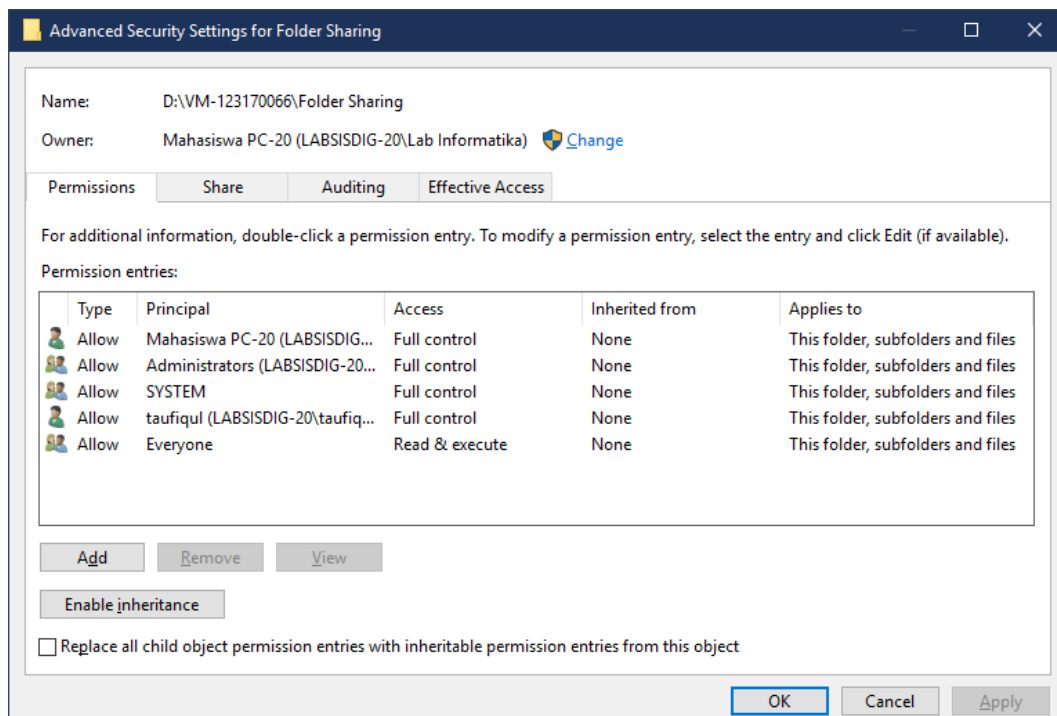 Advanced Security Settings for Folder Sharing
Name: D:\VM-123170066\Folder Sharing
Owner: Mahasiswa PC-20 (LABSISDIG-20\Lab Informatika) Change
Permissions Share Auditing Effective Access
For additional information, double-click a permission entry. To modify a permission entry, select the entry and click Edit (if available).
Permission entries:
Type Principal Access Inherited from Applies to
Allow Mahasiswa PC-20 (LABSISDIG... Full control None This folder, subfolders and files
Allow Administrators (LABSISDIG-20... Full control None This folder, subfolders and files
Allow SYSTEM Full control None This folder, subfolders and files
Allow taufiqul (LABSISDIG-20\taufiq... Full control None This folder, subfolders and files
Allow Everyone Read & execute None This folder, subfolders and files
Add Remove View
Enable inheritance
Replace all child object permission entries with inheritable permission entries from this object
OK Cancel Apply